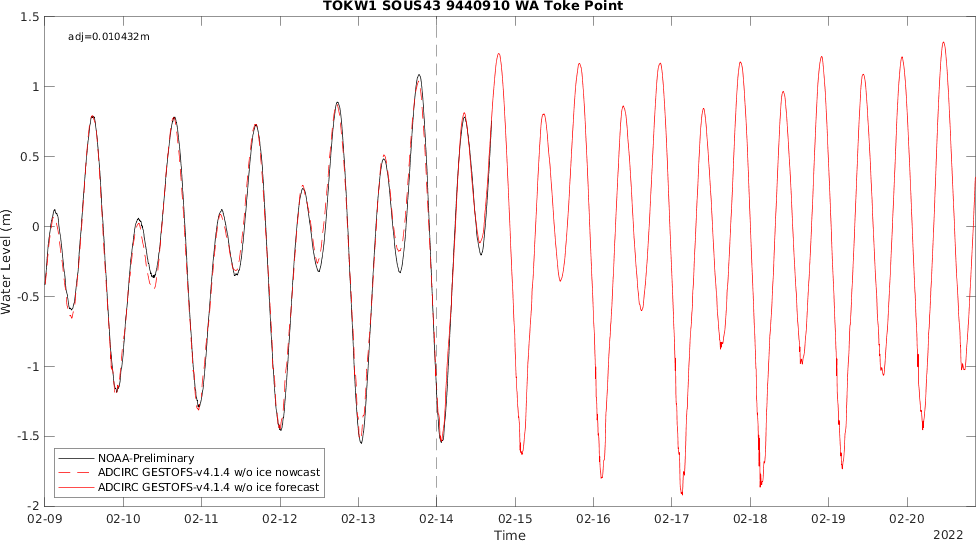 TOKW1 SOUS43 9440910 WA Toke Point
adj=0.010432m
1.5
1
0.5
0
-0.5
-1
-1.5
-2
Water Level (m)
NOAA-Preliminary
ADCIRC GESTOFS-v4.1.4 w/o ice nowcast
ADCIRC GESTOFS-v4.1.4 w/o ice forecast
02-09 02-10 02-11 02-12 02-13 02-14 02-15 02-16 02-17 02-18 02-19 02-20
Time
2022